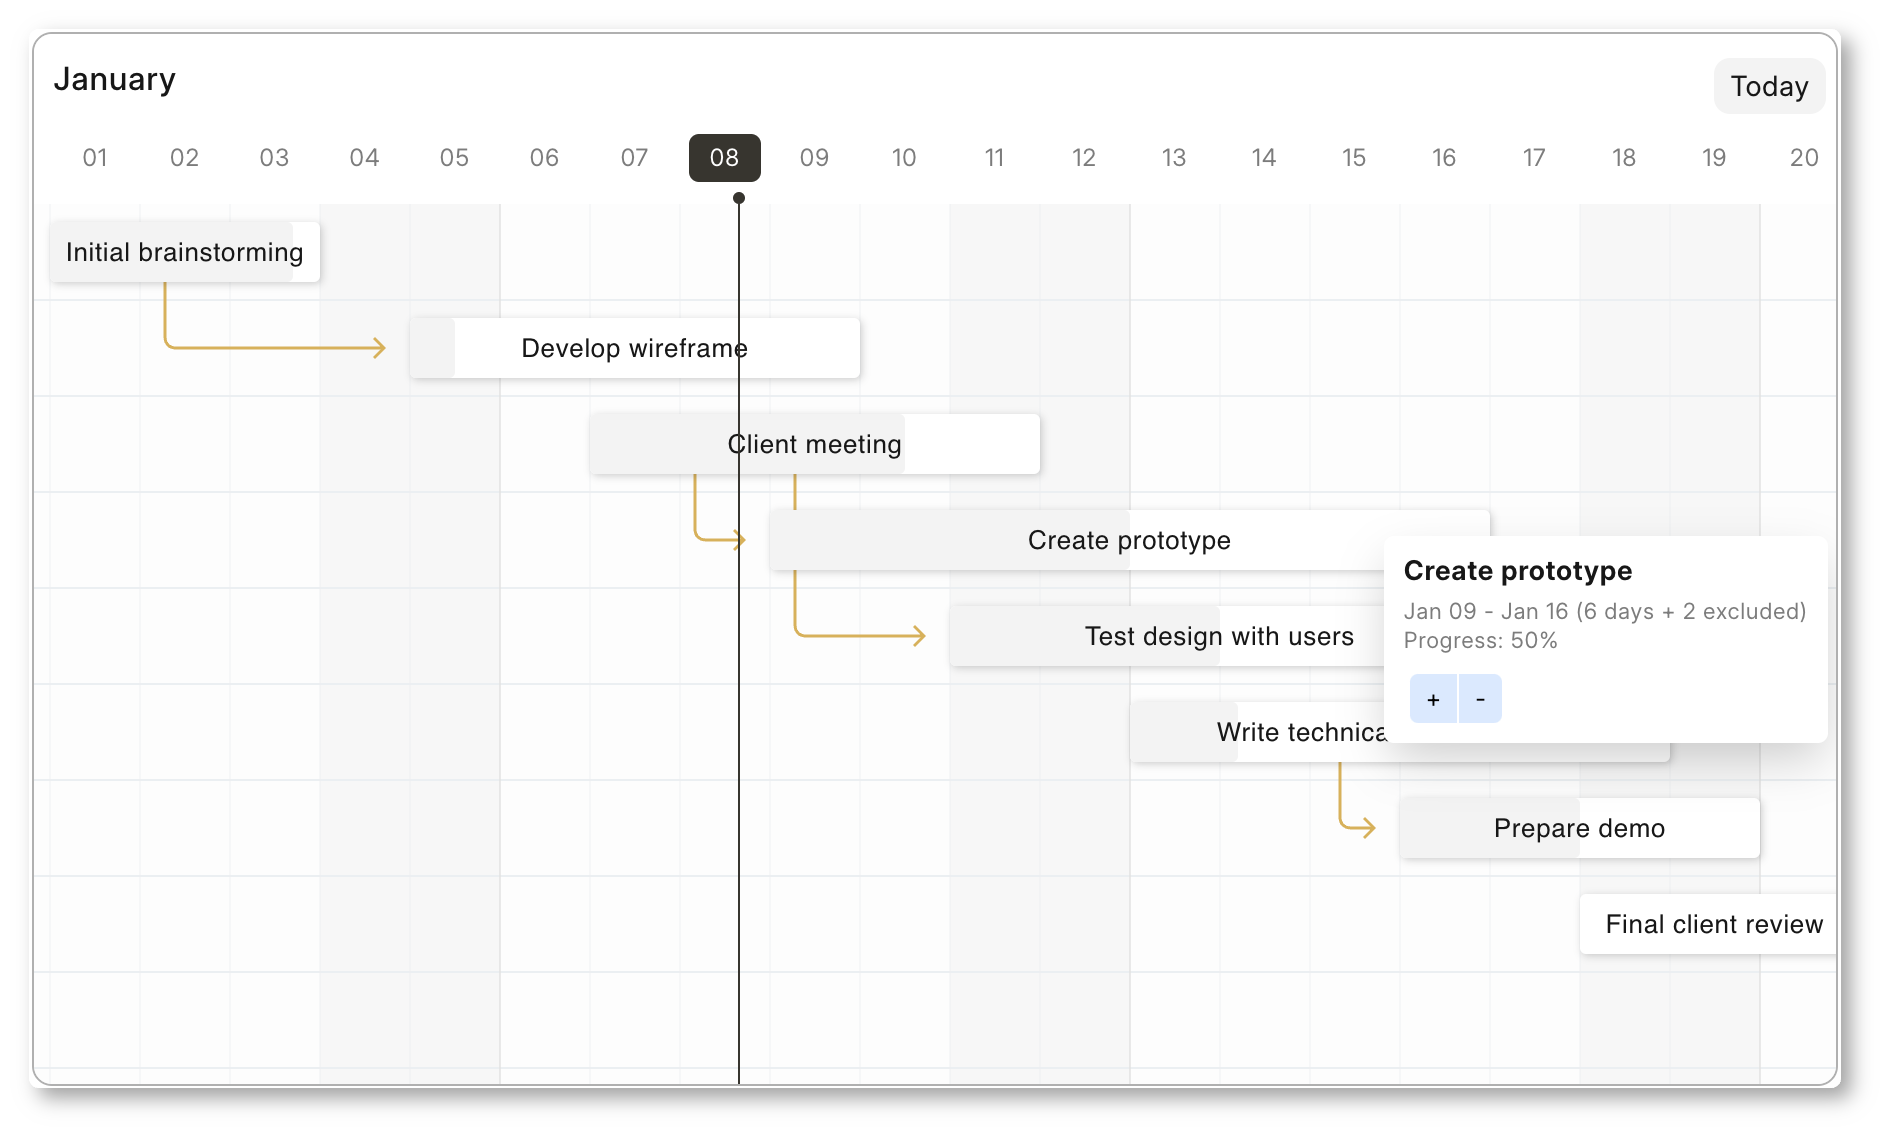 January
Today
01 02 03 04 05 06 07 08 09 10 11 12 13 14 15 16 17 18 19 20
Initial brainstorming
Develop wireframe
Client meeting
Create prototype
Create prototype
Jan 09 - Jan 16 (6 days + 2 excluded)
Progress: 50%
+ -
Test design with users
Write technica
Prepare demo
Final client review